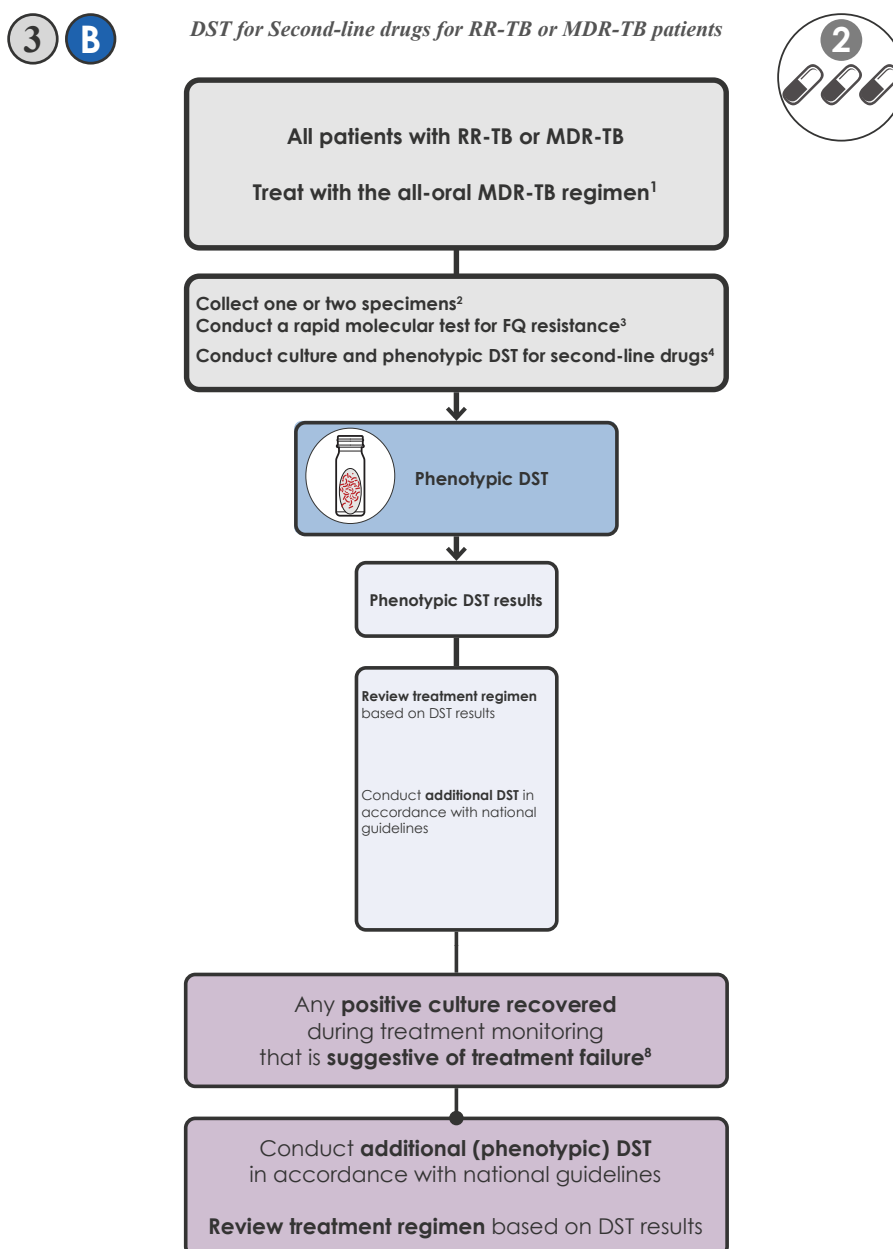 3 B DST for Second-line drugs for RR-TB or MDR-TB patients
2
All patients with RR-TB or MDR-TB
Treat with the all-oral MDR-TB regimen¹
Collect one or two specimens²
Conduct a rapid molecular test for FQ resistance³
Conduct culture and phenotypic DST for second-line drugs⁴
Phenotypic DST
Phenotypic DST results
Review treatment regimen
based on DST results
Conduct additional DST in
accordance with national
guidelines
Any positive culture recovered
during treatment monitoring
that is suggestive of treatment failure⁸
Conduct additional (phenotypic) DST
in accordance with national guidelines
Review treatment regimen based on DST results